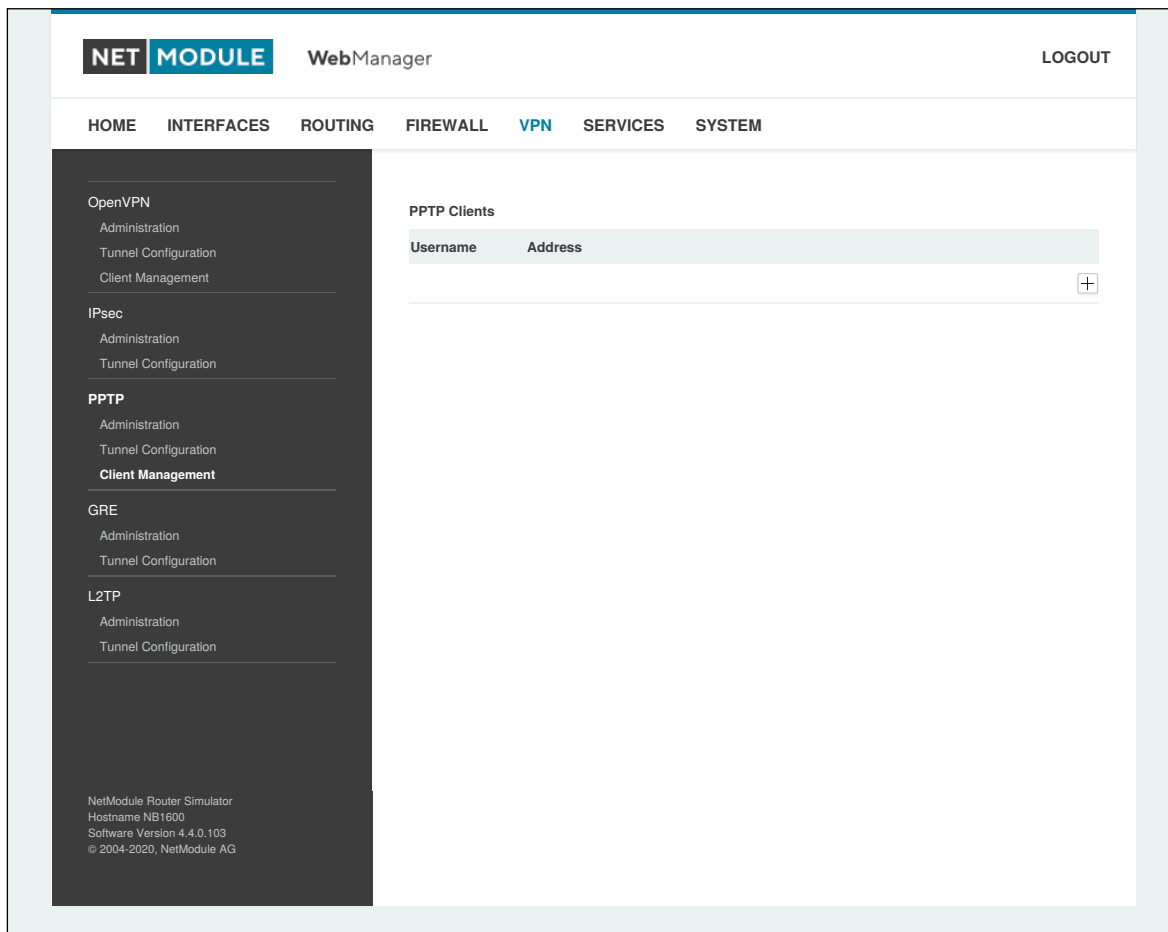 NET MODULE WebManager LOGOUT
HOME INTERFACES ROUTING FIREWALL VPN SERVICES SYSTEM
OpenVPN
Administration
Tunnel Configuration
Client Management
IPsec
Administration
Tunnel Configuration
PPTP
Administration
Tunnel Configuration
Client Management
GRE
Administration
Tunnel Configuration
L2TP
Administration
Tunnel Configuration
NetModule Router Simulator
Hostname NB1600
Software Version 4.4.0.103
© 2004-2020, NetModule AG
PPTP Clients
Username Address